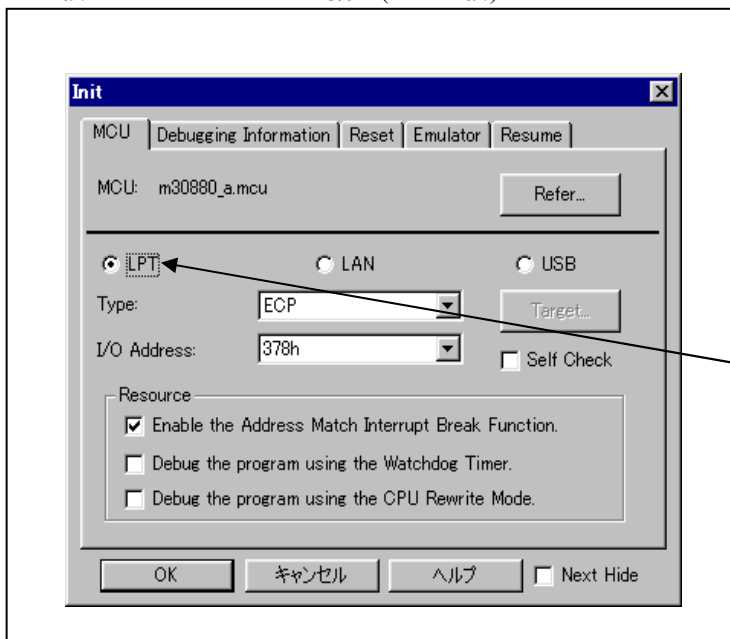 Init
MCU Debugging Information Reset Emulator Resume
MCU: m30880_a.mcu Refer...
LPT LAN USB
Type: ECP Target...
I/O Address: 378h Self Check
Resource
Enable the Address Match Interrupt Break Function.
Debug the program using the Watchdog Timer.
Debug the program using the CPU Rewrite Mode.
OK キャンセル ヘルプ Next Hide